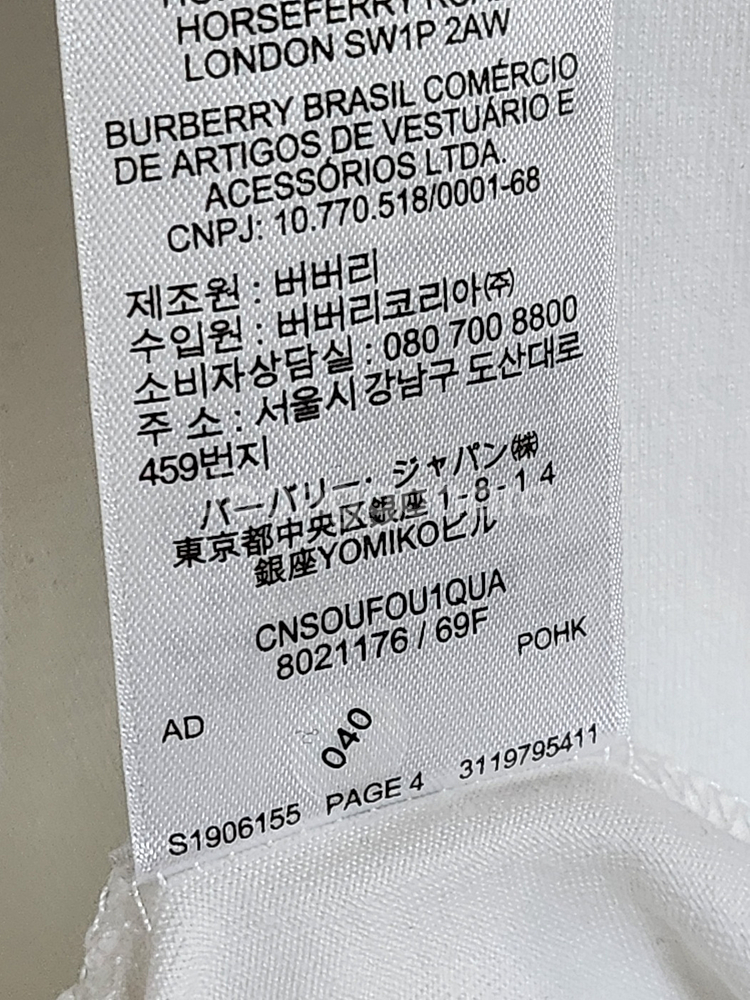 HORSEFERRY ROAD
LONDON SW1P 2AW
BURBERRY BRASIL COMÉRCIO
DE ARTIGOS DE VESTUÁRIO E
ACESSÓRIOS LTDA.
CNPJ: 10.770.518/0001-68
제조원 : 버버리
수입원 : 버버리코리아㈜
소비자상담실 : 080 700 8800
주 소 : 서울시 강남구 도산대로
459번지
バーバリー・ジャパン㈱
東京都中央区銀座 1-8-14
銀座YOMIKOビル
CNSOUFOU1QUA
8021176 / 69F
POHK
AD
040
S1906155 PAGE 4 3119795411